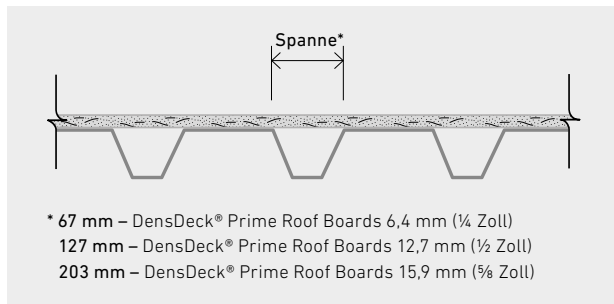 Spanne*
* 67 mm – DensDeck® Prime Roof Boards 6,4 mm (¼ Zoll)
127 mm – DensDeck® Prime Roof Boards 12,7 mm (½ Zoll)
203 mm – DensDeck® Prime Roof Boards 15,9 mm (⅝ Zoll)